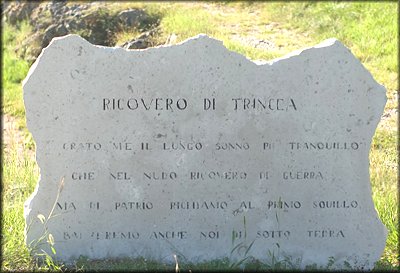 RICOVERO DI TRINCEA
GRATO M'È IL LUNGO SONNO PIÙ TRANQUILLO
CHE NEL NUDO RICOVERO DI GUERRA,
MA DI PATRIO RICHIAMO AL PRIMO SQUILLO
BALZEREMO ANCHE NOI DI SOTTO TERRA